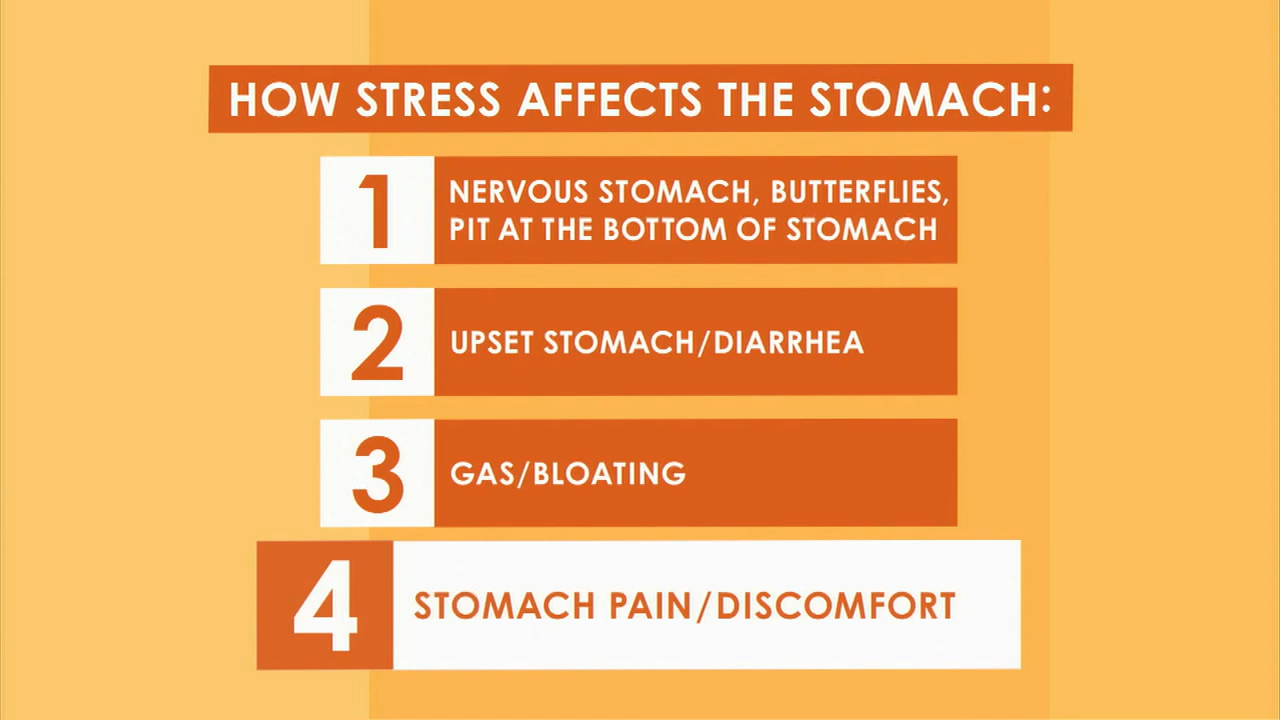 HOW STRESS AFFECTS THE STOMACH:
1
NERVOUS STOMACH, BUTTERFLIES,
PIT AT THE BOTTOM OF STOMACH
2
UPSET STOMACH/DIARRHEA
3
GAS/BLOATING
4
STOMACH PAIN/DISCOMFORT